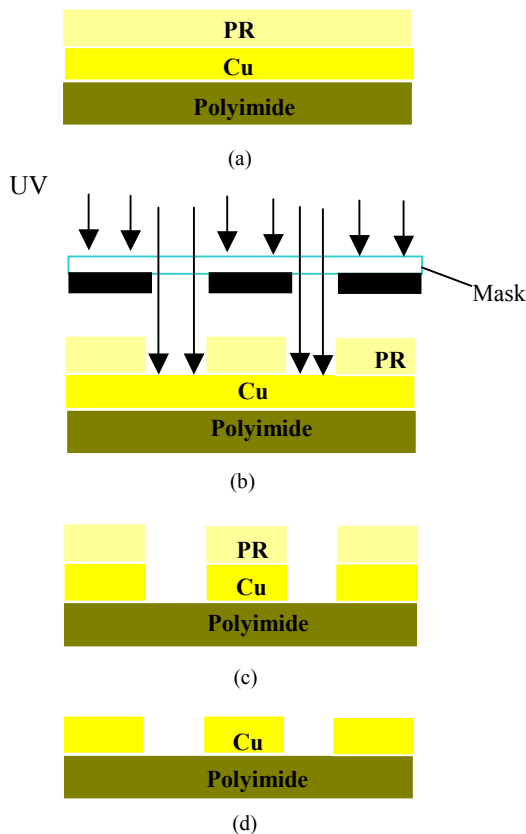 PR
Cu
Polyimide
(a)
UV
Mask
PR
Cu
Polyimide
(b)
PR
Cu
Polyimide
(c)
Cu
Polyimide
(d)